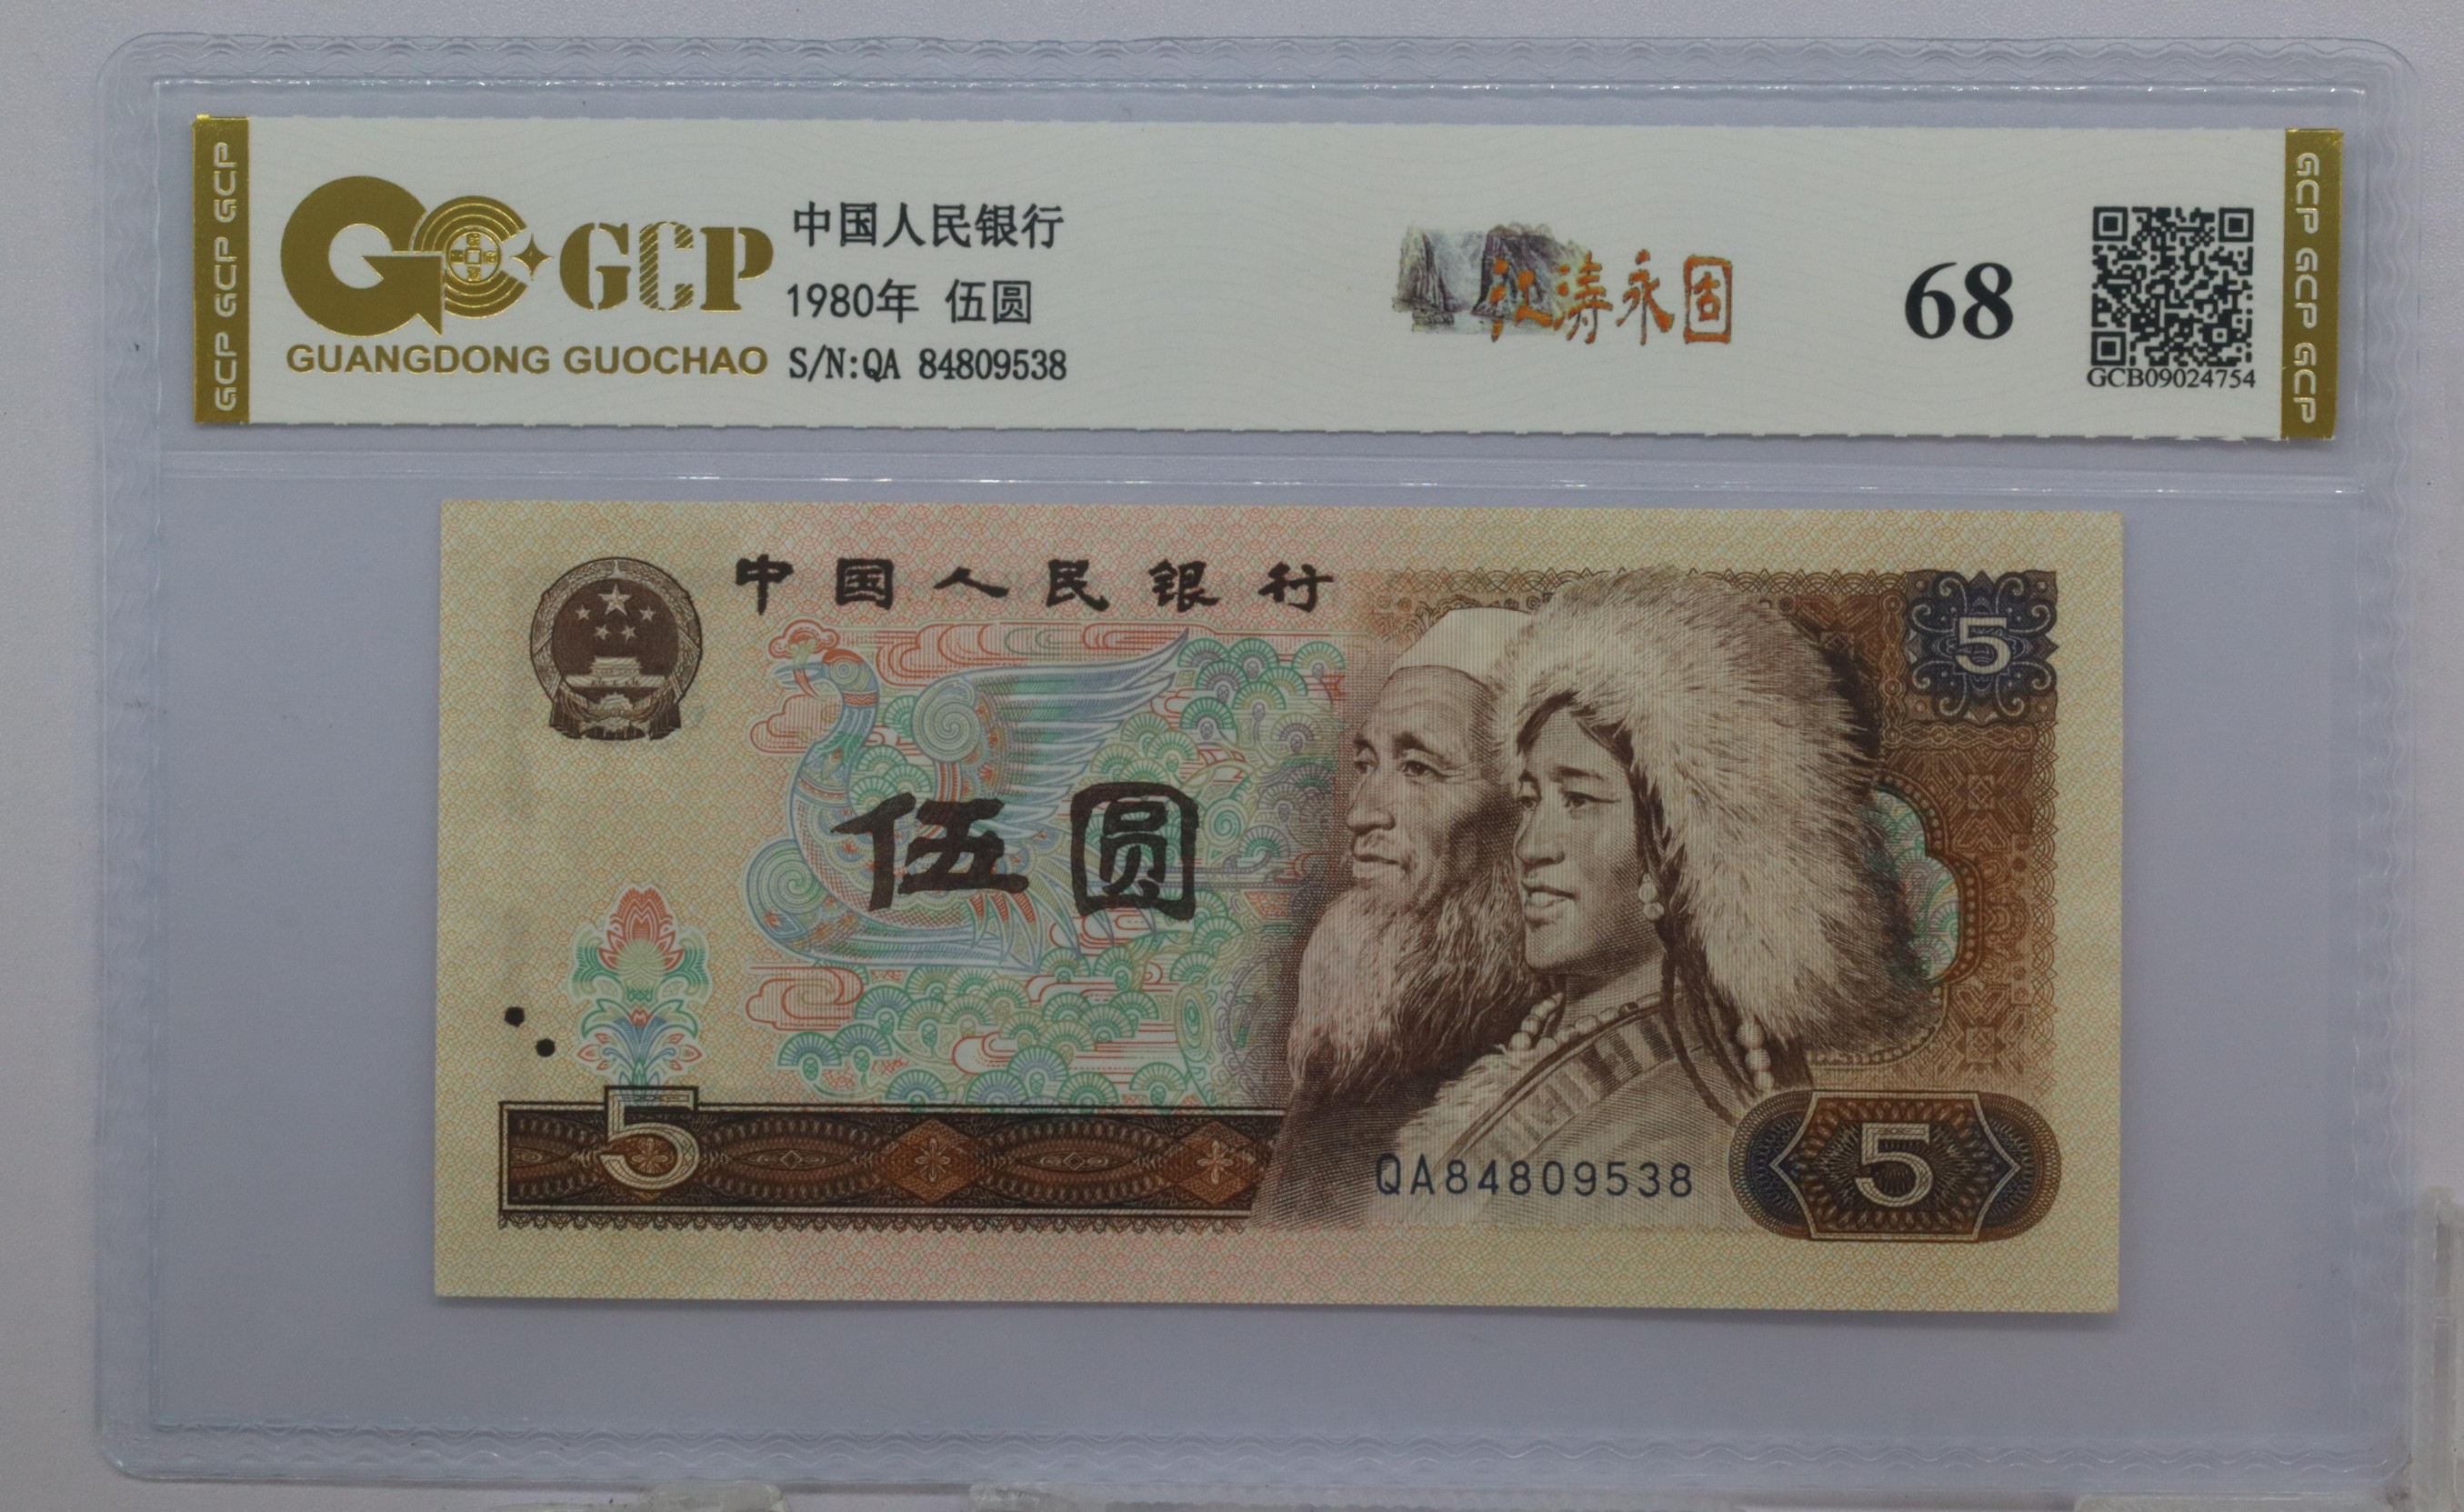 GCP GCP GCP
GCP
GUANGDONG GUOCHAO
中国人民银行
1980年 伍圆
S/N:QA 84809538
江涛永固
68
GCB09024754
GCP GCP GCP
中国人民银行
5
伍圆
5
QA84809538
5